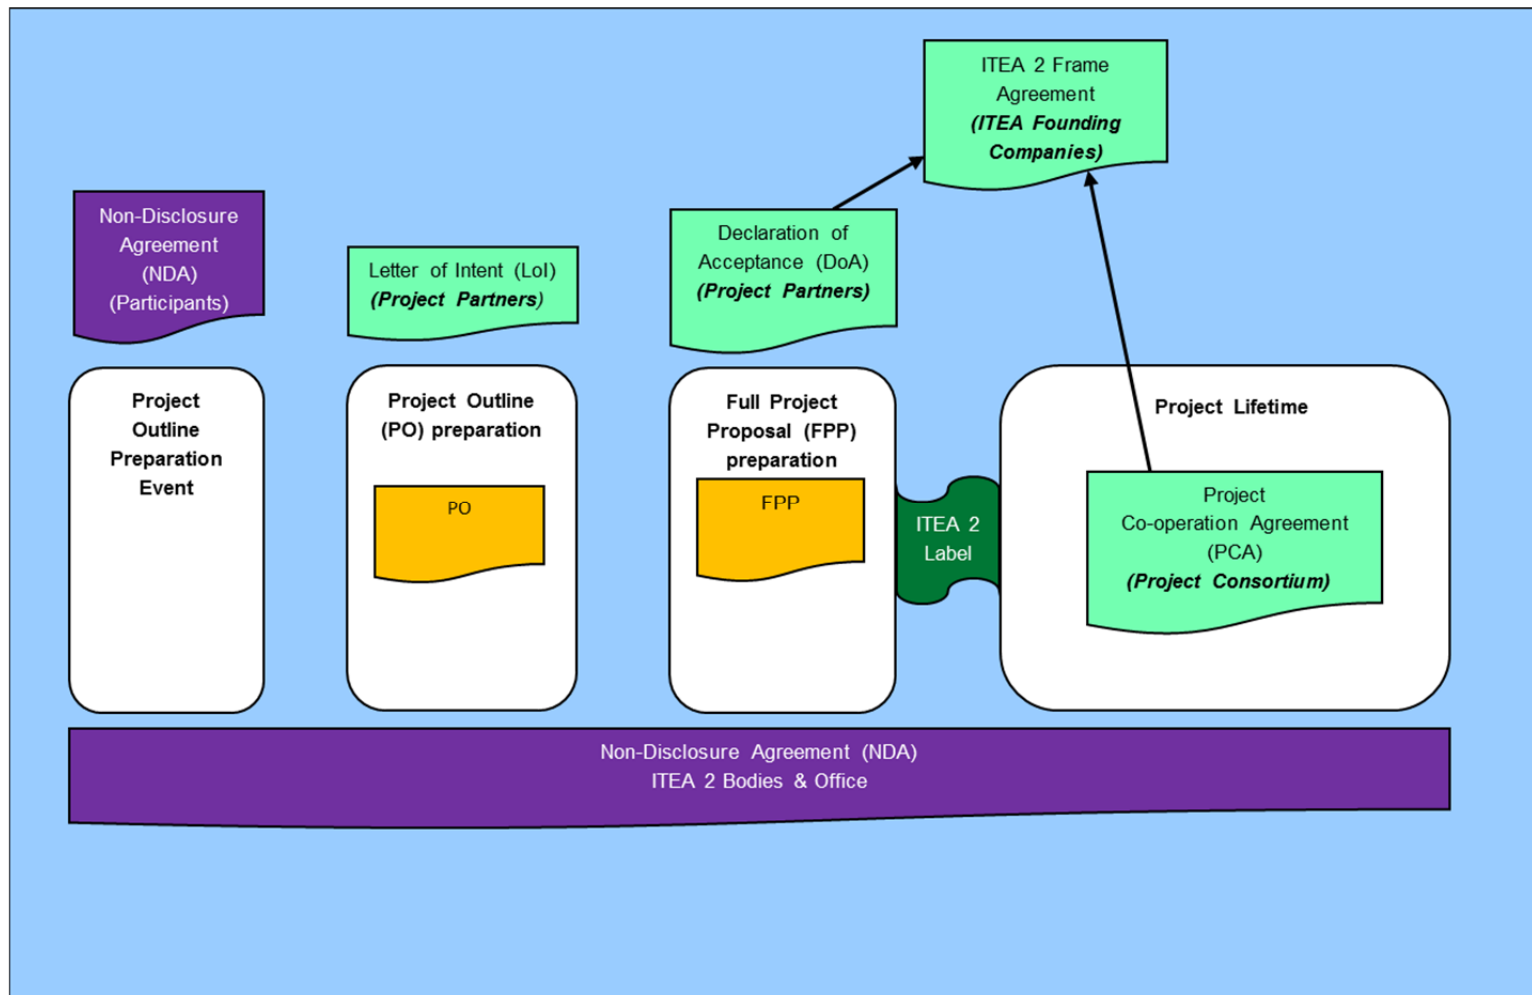 ITEA 2 Frame
Agreement
(ITEA Founding
Companies)
Non-Disclosure
Agreement
(NDA)
(Participants)
Letter of Intent (LoI)
(Project Partners)
Declaration of
Acceptance (DoA)
(Project Partners)
Project
Outline
Preparation
Event
Project Outline
(PO) preparation
PO
Full Project
Proposal (FPP)
preparation
FPP
ITEA 2
Label
Project Lifetime
Project
Co-operation Agreement
(PCA)
(Project Consortium)
Non-Disclosure Agreement (NDA)
ITEA 2 Bodies & Office